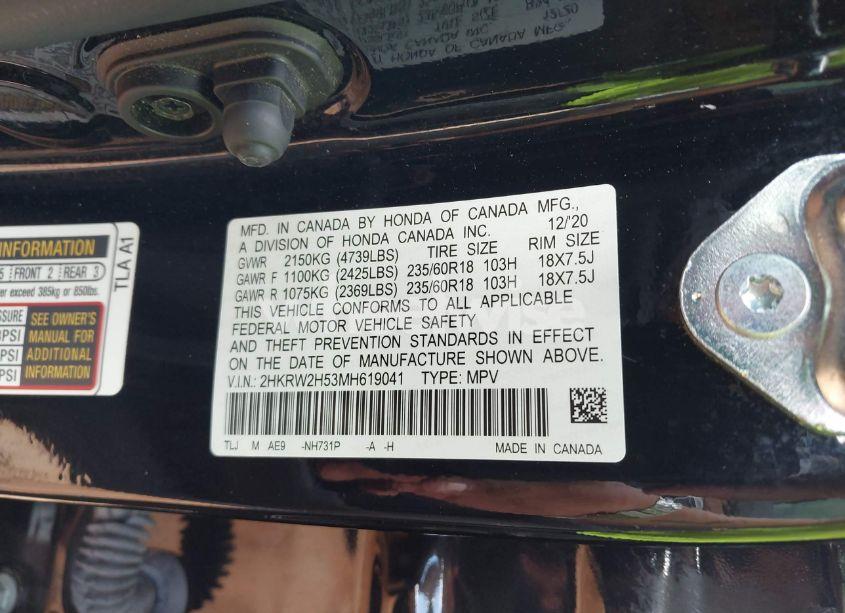 INFORMATION
5 FRONT 2 REAR 3
er exceed 385kg or 850lbs.
SSURE
PSI
PSI
PSI
SEE OWNER'S
MANUAL FOR
ADDITIONAL
INFORMATION
TLA A1
MFD. IN CANADA BY HONDA OF CANADA MFG.,
A DIVISION OF HONDA CANADA INC. 12/'20
GVWR 2150KG (4739LBS) TIRE SIZE RIM SIZE
GAWR F 1100KG (2425LBS) 235/60R18 103H 18X7.5J
GAWR R 1075KG (2369LBS) 235/60R18 103H 18X7.5J
THIS VEHICLE CONFORMS TO ALL APPLICABLE
FEDERAL MOTOR VEHICLE SAFETY
AND THEFT PREVENTION STANDARDS IN EFFECT
ON THE DATE OF MANUFACTURE SHOWN ABOVE.
V.I.N.: 2HKRW2H53MH619041 TYPE: MPV
TLJ M AE9 -NH731P -A -H MADE IN CANADA